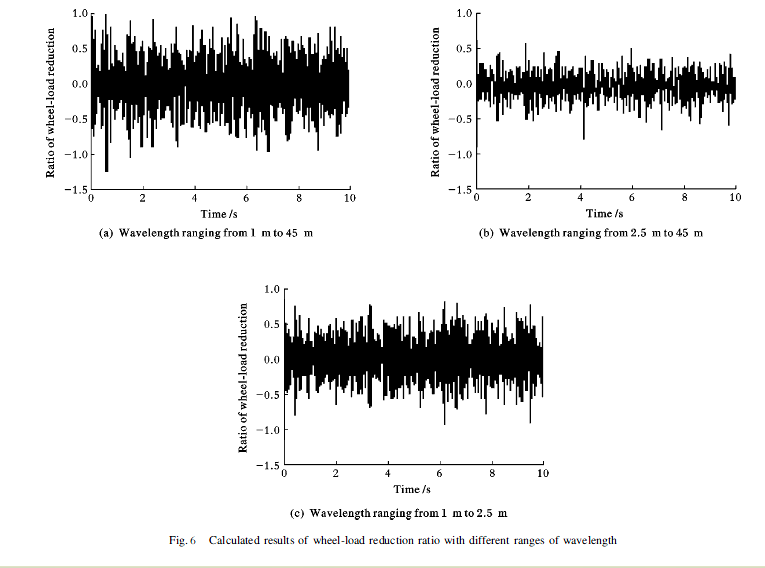 Ratio of wheel-load reduction
1.0
0.5
0.0
−0.5
−1.0
−1.5
0 2 4 6 8 10
Time /s
(a) Wavelength ranging from 1 m to 45 m
Ratio of wheel-load reduction
1.0
0.5
0.0
−0.5
−1.0
−1.5
0 2 4 6 8 10
Time /s
(b) Wavelength ranging from 2.5 m to 45 m
Ratio of wheel-load reduction
1.0
0.5
0.0
−0.5
−1.0
−1.5
0 2 4 6 8 10
Time /s
(c) Wavelength ranging from 1 m to 2.5 m
Fig. 6 Calculated results of wheel-load reduction ratio with different ranges of wavelength